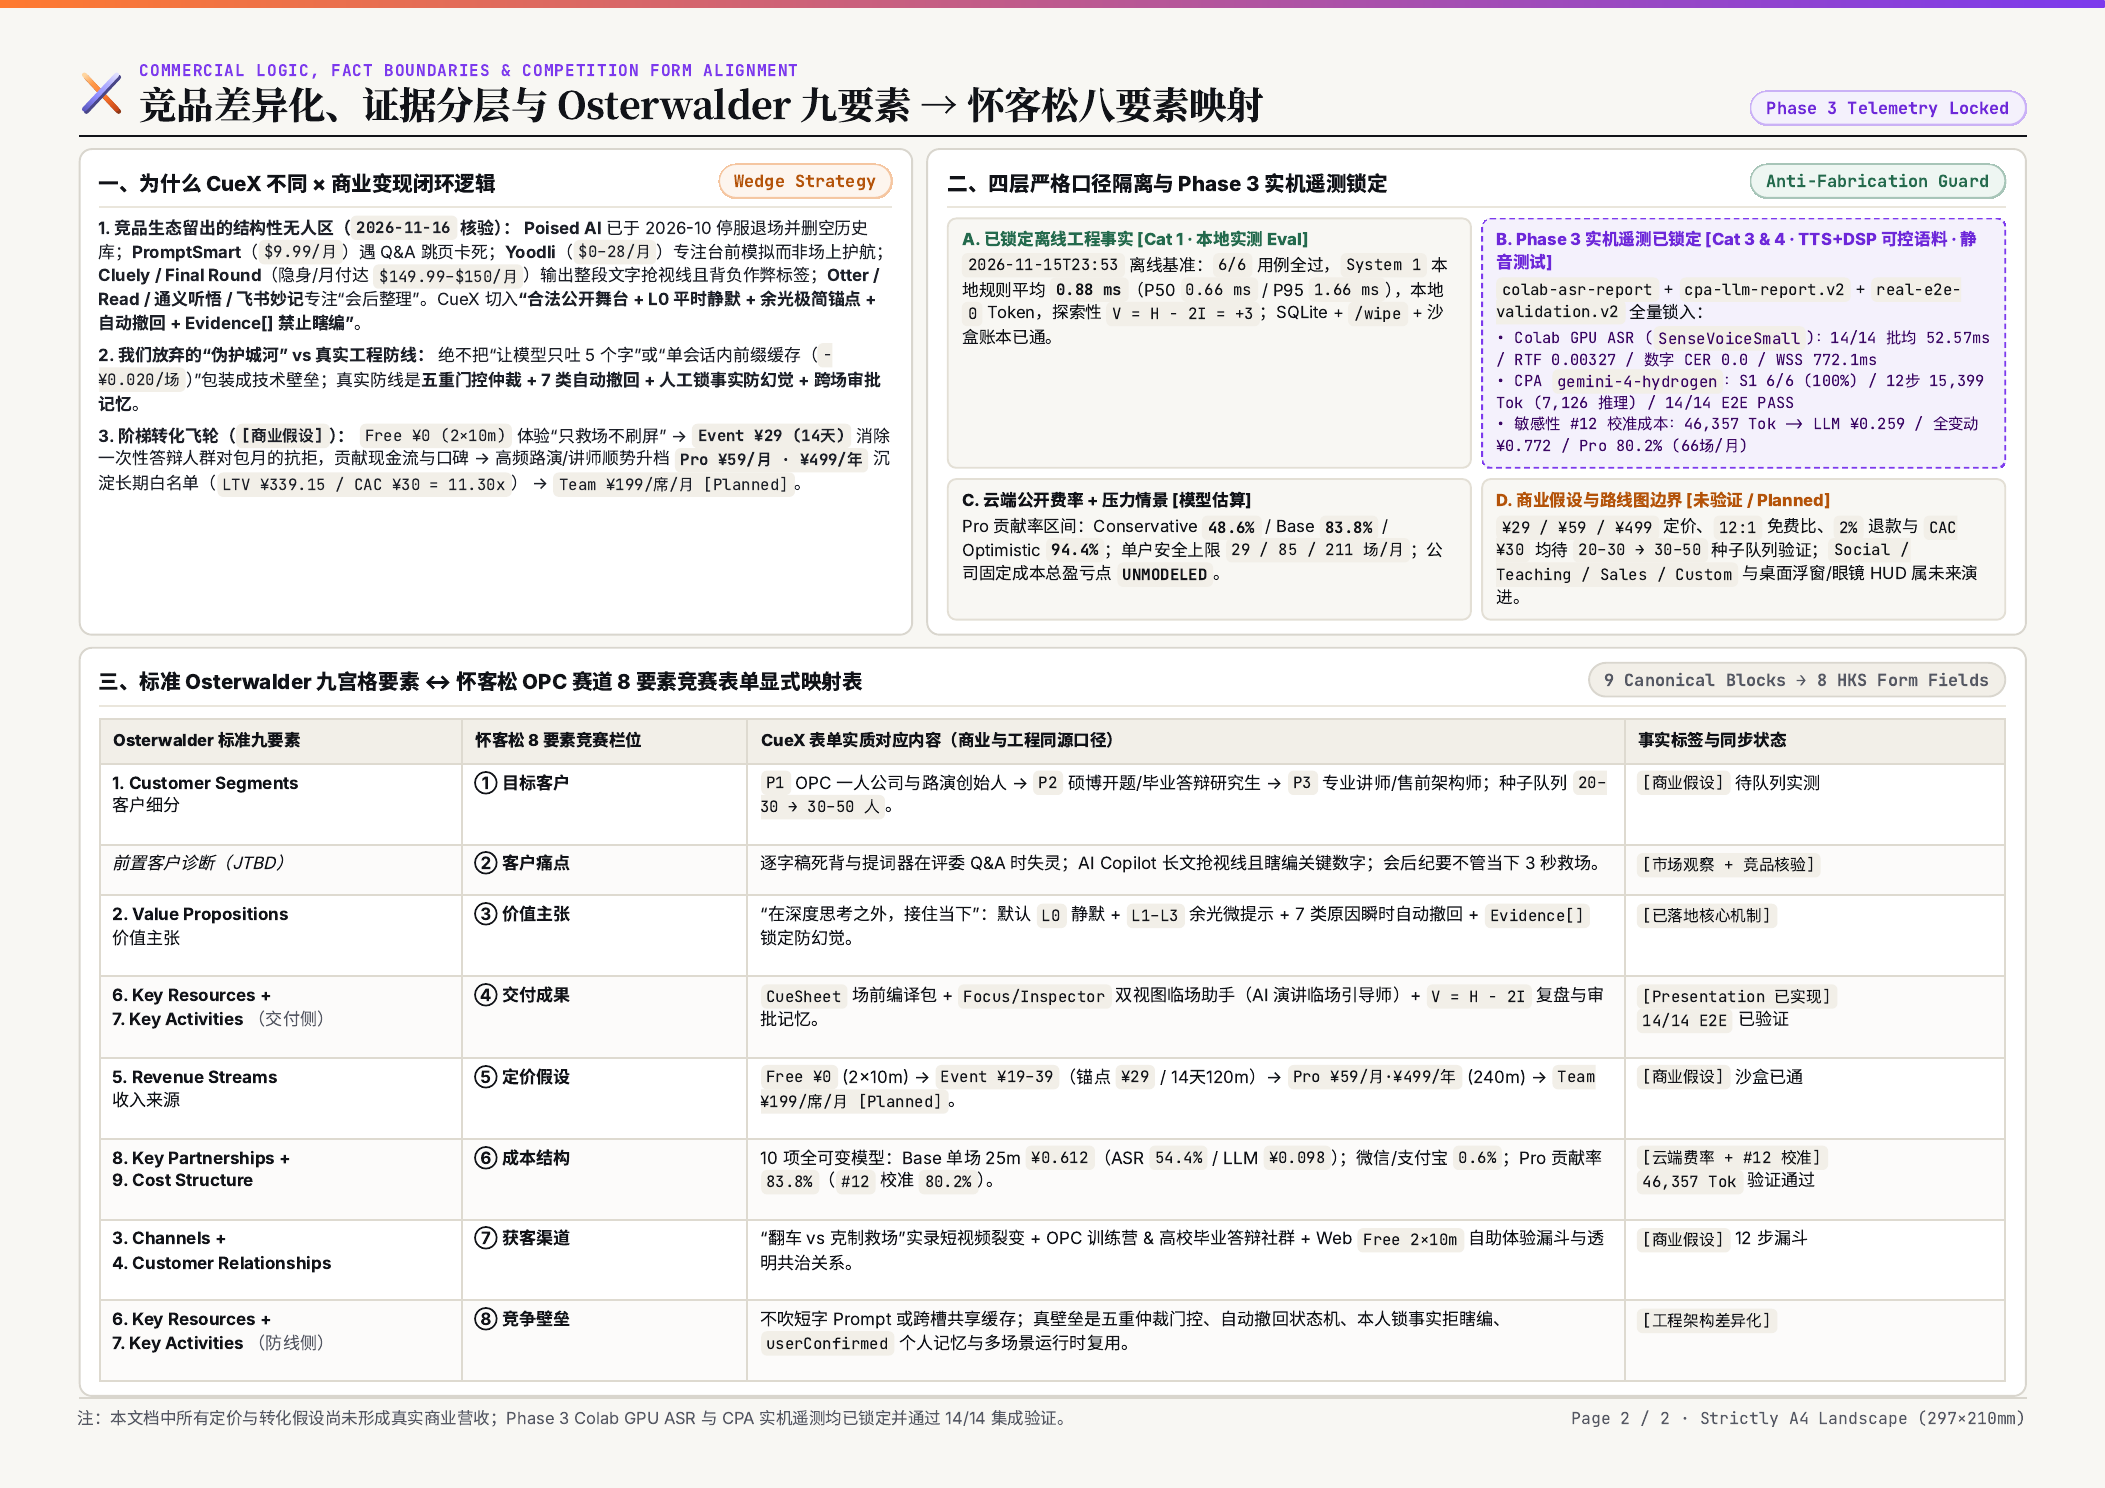 COMMERCIAL LOGIC, FACT BOUNDARIES & COMPETITION FORM ALIGNMENT
竞品差异化、证据分层与 Osterwalder 九要素 → 怀客松八要素映射
Phase 3 Telemetry Locked
一、为什么 CueX 不同 × 商业变现闭环逻辑
Wedge Strategy
1. 竞品生态留出的结构性无人区（ 2026-11-16 核验）： Poised AI 已于 2026-10 停服退场并删空历史
库；PromptSmart（ $9.99/月 ）遇 Q&A 跳页卡死；Yoodli（ $0–28/月 ）专注台前模拟而非场上护航；
Cluely / Final Round（隐身/月付达 $149.99–$150/月 ）输出整段文字抢视线且背负作弊标签；Otter /
Read / 通义听悟 / 飞书妙记专注“会后整理”。CueX 切入“合法公开舞台 + L0 平时静默 + 余光极简锚点 +
自动撤回 + Evidence[] 禁止瞎编”。
2. 我们放弃的“伪护城河” vs 真实工程防线： 绝不把“让模型只吐 5 个字”或“单会话内前缀缓存（ -
¥0.020/场 ）”包装成技术壁垒；真实防线是五重门控仲裁 + 7 类自动撤回 + 人工锁事实防幻觉 + 跨场审批
记忆。
3. 阶梯转化飞轮（ [商业假设] ）： Free ¥0 (2×10m) 体验“只救场不刷屏” → Event ¥29 (14天) 消除
一次性答辩人群对包月的抗拒，贡献现金流与口碑 → 高频路演/讲师顺势升档 Pro ¥59/月 · ¥499/年 沉
淀长期白名单（ LTV ¥339.15 / CAC ¥30 = 11.30x ） → Team ¥199/席/月 [Planned] 。
二、四层严格口径隔离与 Phase 3 实机遥测锁定
Anti-Fabrication Guard
A. 已锁定离线工程事实 [Cat 1 · 本地实测 Eval]
2026-11-15T23:53 离线基准： 6/6 用例全过， System 1 本
地规则平均 0.88 ms （P50 0.66 ms / P95 1.66 ms ），本地
0 Token，探索性 V = H - 2I = +3 ；SQLite + /wipe + 沙
盒账本已通。
B. Phase 3 实机遥测已锁定 [Cat 3 & 4 · TTS+DSP 可控语料 · 静
音测试]
colab-asr-report + cpa-llm-report.v2 + real-e2e-
validation.v2 全量锁入：
• Colab GPU ASR ( SenseVoiceSmall ): 14/14 批均 52.57ms
/ RTF 0.00327 / 数字 CER 0.0 / WSS 772.1ms
• CPA gemini-4-hydrogen : S1 6/6 (100%) / 12步 15,399
Tok (7,126 推理) / 14/14 E2E PASS
• 敏感性 #12 校准成本: 46,357 Tok → LLM ¥0.259 / 全变动
¥0.772 / Pro 80.2% (66场/月)
C. 云端公开费率 + 压力情景 [模型估算]
Pro 贡献率区间：Conservative 48.6% / Base 83.8% /
Optimistic 94.4% ；单户安全上限 29 / 85 / 211 场/月 ；公
司固定成本总盈亏点 UNMODELED 。
D. 商业假设与路线图边界 [未验证 / Planned]
¥29 / ¥59 / ¥499 定价、 12:1 免费比、 2% 退款与 CAC
¥30 均待 20–30 → 30–50 种子队列验证； Social /
Teaching / Sales / Custom 与桌面浮窗/眼镜 HUD 属未来演
进。
三、标准 Osterwalder 九宫格要素 ↔ 怀客松 OPC 赛道 8 要素竞赛表单显式映射表
9 Canonical Blocks → 8 HKS Form Fields
Osterwalder 标准九要素
怀客松 8 要素竞赛栏位
CueX 表单实质对应内容（商业与工程同源口径）
事实标签与同步状态
1. Customer Segments
客户细分
① 目标客户
P1 OPC 一人公司与路演创始人 → P2 硕博开题/毕业答辩研究生 → P3 专业讲师/售前架构师；种子队列 20–
30 → 30–50 人 。
[商业假设] 待队列实测
前置客户诊断（JTBD）
② 客户痛点
逐字稿死背与提词器在评委 Q&A 时失灵；AI Copilot 长文抢视线且瞎编关键数字；会后纪要不管当下 3 秒救场。
[市场观察 + 竞品核验]
2. Value Propositions
价值主张
③ 价值主张
“在深度思考之外，接住当下”：默认 L0 静默 + L1–L3 余光微提示 + 7 类原因瞬时自动撤回 + Evidence[]
锁定防幻觉。
[已落地核心机制]
6. Key Resources +
7. Key Activities （交付侧）
④ 交付成果
CueSheet 场前编译包 + Focus/Inspector 双视图临场助手（AI 演讲临场引导师）+ V = H - 2I 复盘与审
批记忆。
[Presentation 已实现]
14/14 E2E 已验证
5. Revenue Streams
收入来源
⑤ 定价假设
Free ¥0 (2×10m) → Event ¥19–39 （锚点 ¥29 / 14天120m）→ Pro ¥59/月·¥499/年 (240m) → Team
¥199/席/月 [Planned] 。
[商业假设] 沙盒已通
8. Key Partnerships +
9. Cost Structure
⑥ 成本结构
10 项全可变模型：Base 单场 25m ¥0.612 （ASR 54.4% / LLM ¥0.098 ）；微信/支付宝 0.6% ；Pro 贡献率
83.8% （ #12 校准 80.2% ）。
[云端费率 + #12 校准]
46,357 Tok 验证通过
3. Channels +
4. Customer Relationships
⑦ 获客渠道
“翻车 vs 克制救场”实录短视频裂变 + OPC 训练营 & 高校毕业答辩社群 + Web Free 2×10m 自助体验漏斗与透
明共治关系。
[商业假设] 12 步漏斗
6. Key Resources +
7. Key Activities （防线侧）
⑧ 竞争壁垒
不吹短字 Prompt 或跨槽共享缓存；真壁垒是五重仲裁门控、自动撤回状态机、本人锁事实拒瞎编、
userConfirmed 个人记忆与多场景运行时复用。
[工程架构差异化]
注：本文档中所有定价与转化假设尚未形成真实商业营收；Phase 3 Colab GPU ASR 与 CPA 实机遥测均已锁定并通过 14/14 集成验证。
Page 2 / 2 · Strictly A4 Landscape (297×210mm)